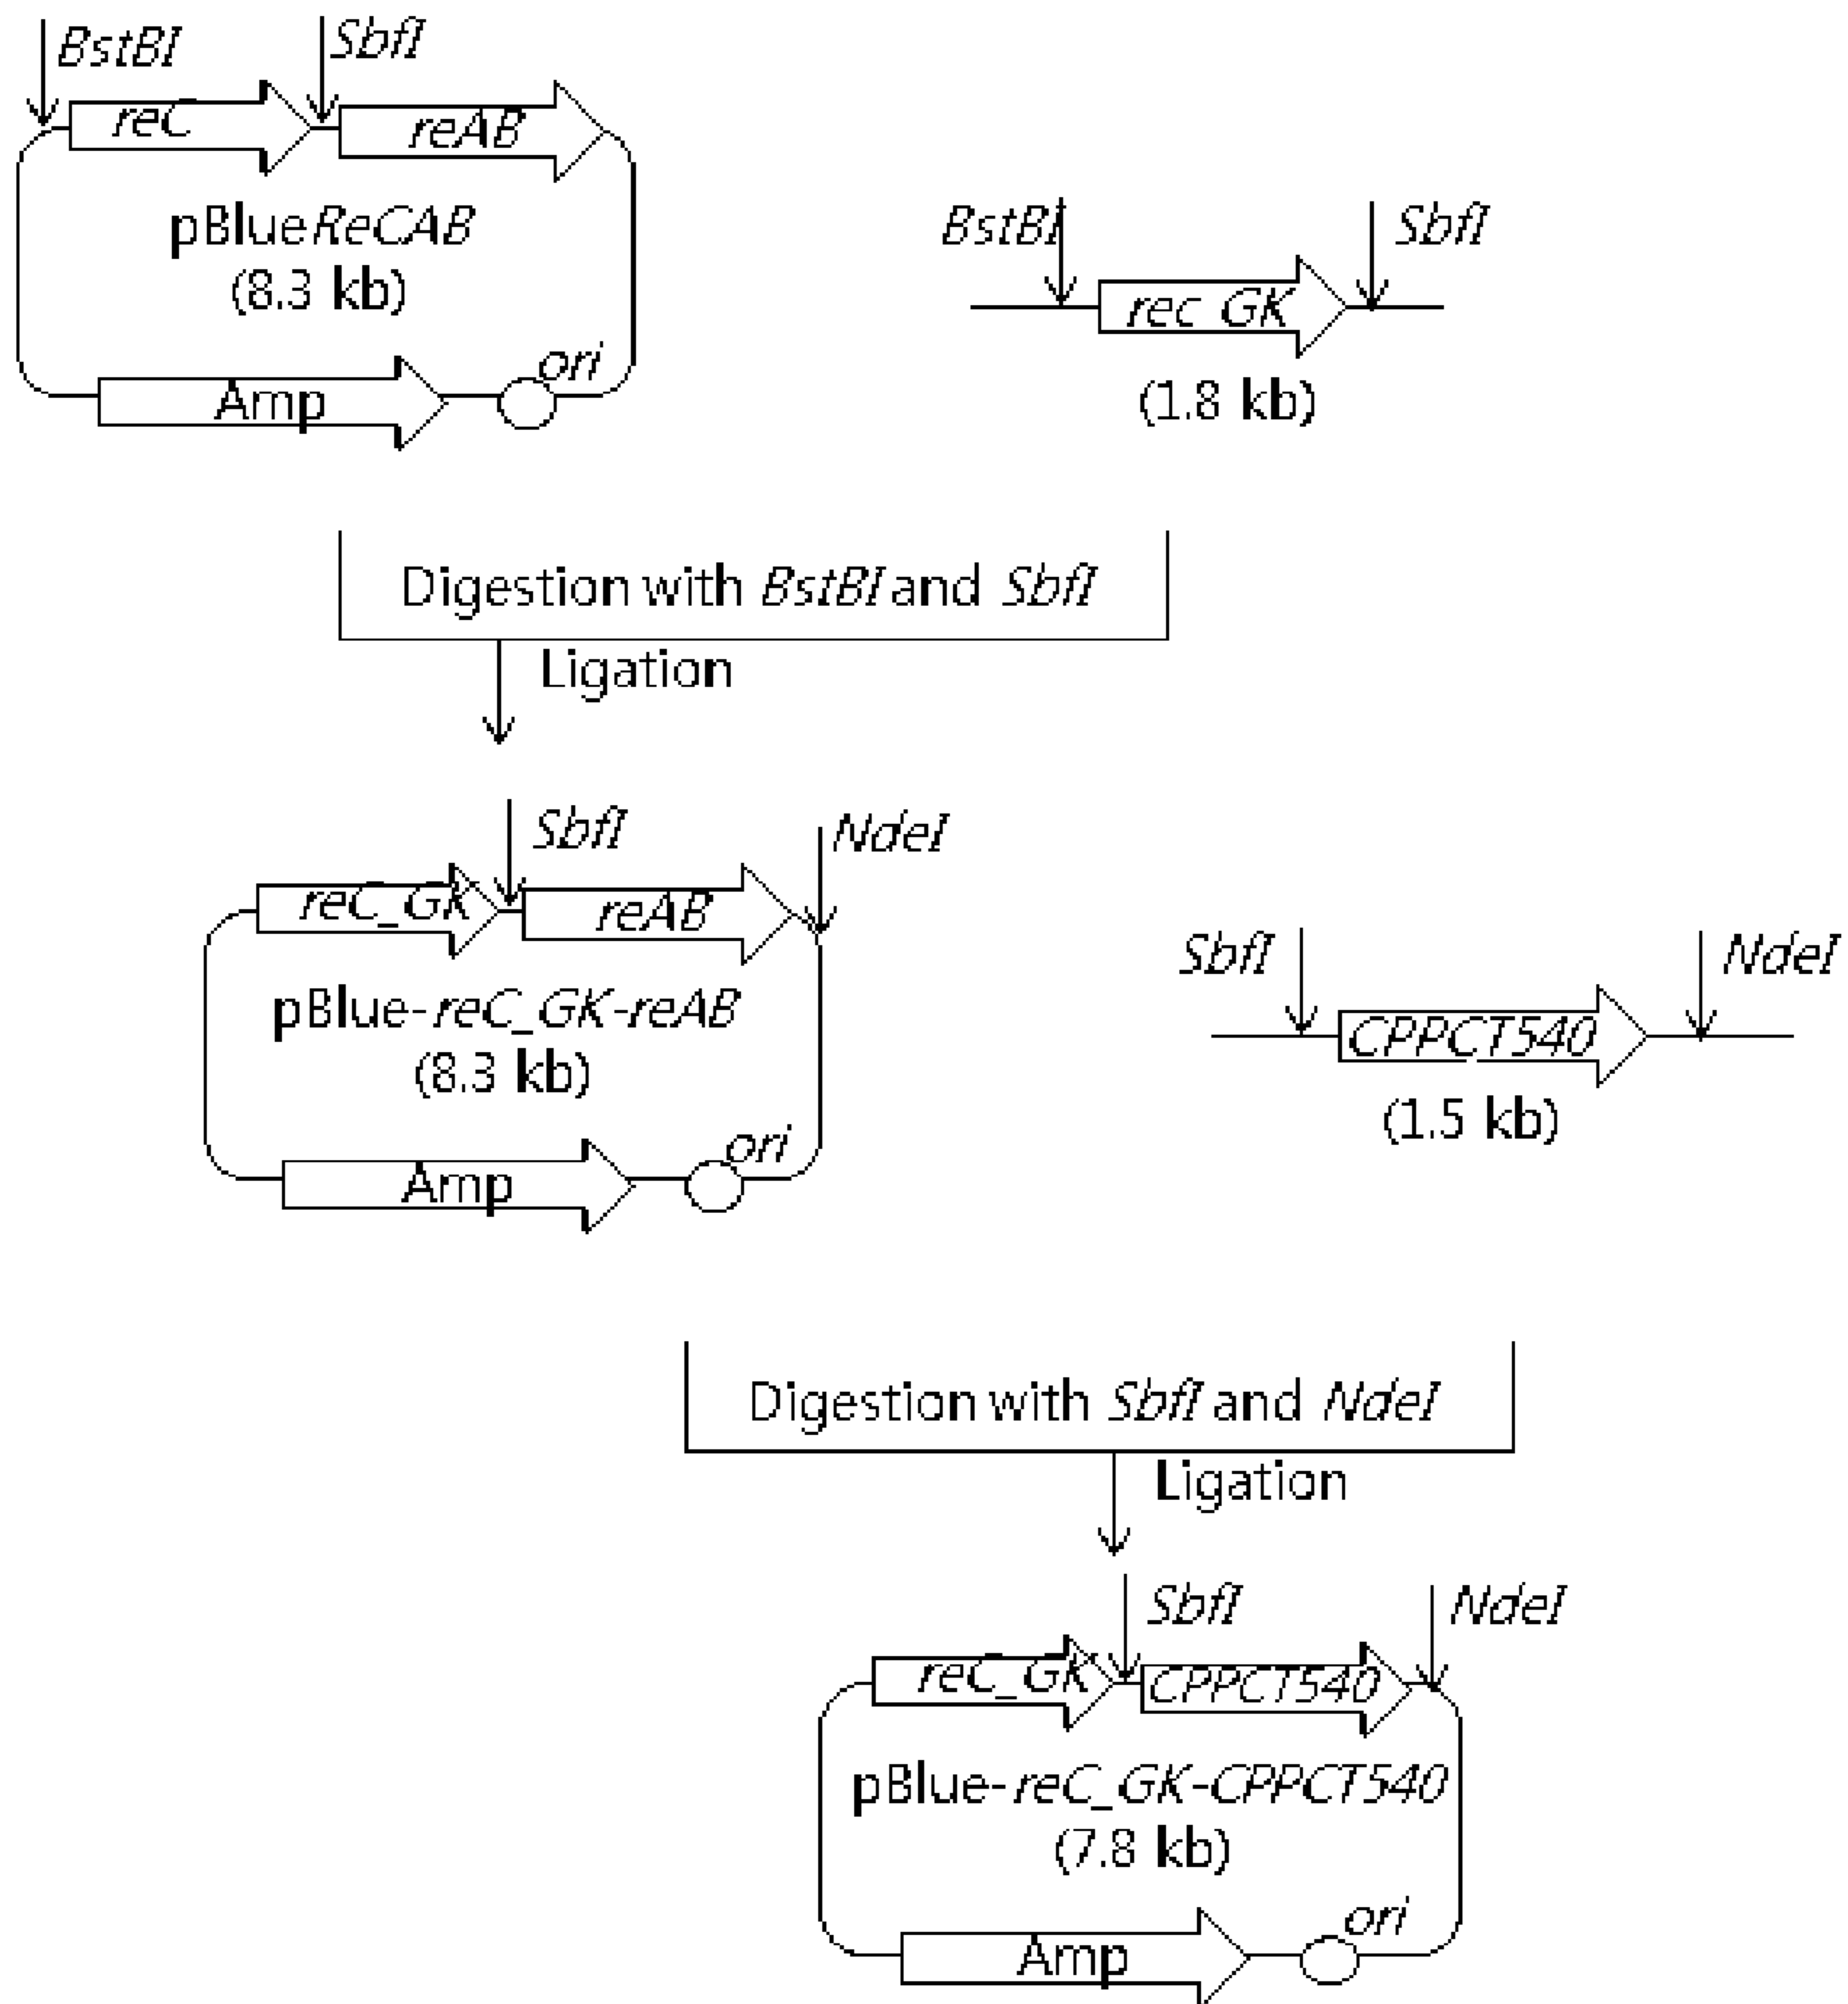 BstBI
SbfI
reC
reAB
pBlueReCAB
(8.3 kb)
Amp
ori
BstBI
SbfI
rec GK
(1.8 kb)
Digestion with BstBI and SbfI
Ligation
SbfI
NdeI
reC_GK
reAB
pBlue-reC_GK-reAB
(8.3 kb)
Amp
ori
SbfI
NdeI
CPPCT540
(1.5 kb)
Digestion with SbfI and NdeI
Ligation
SbfI
NdeI
reC_GK
CPPCT540
pBlue-reC_GK-CPPCT540
(7.8 kb)
Amp
ori